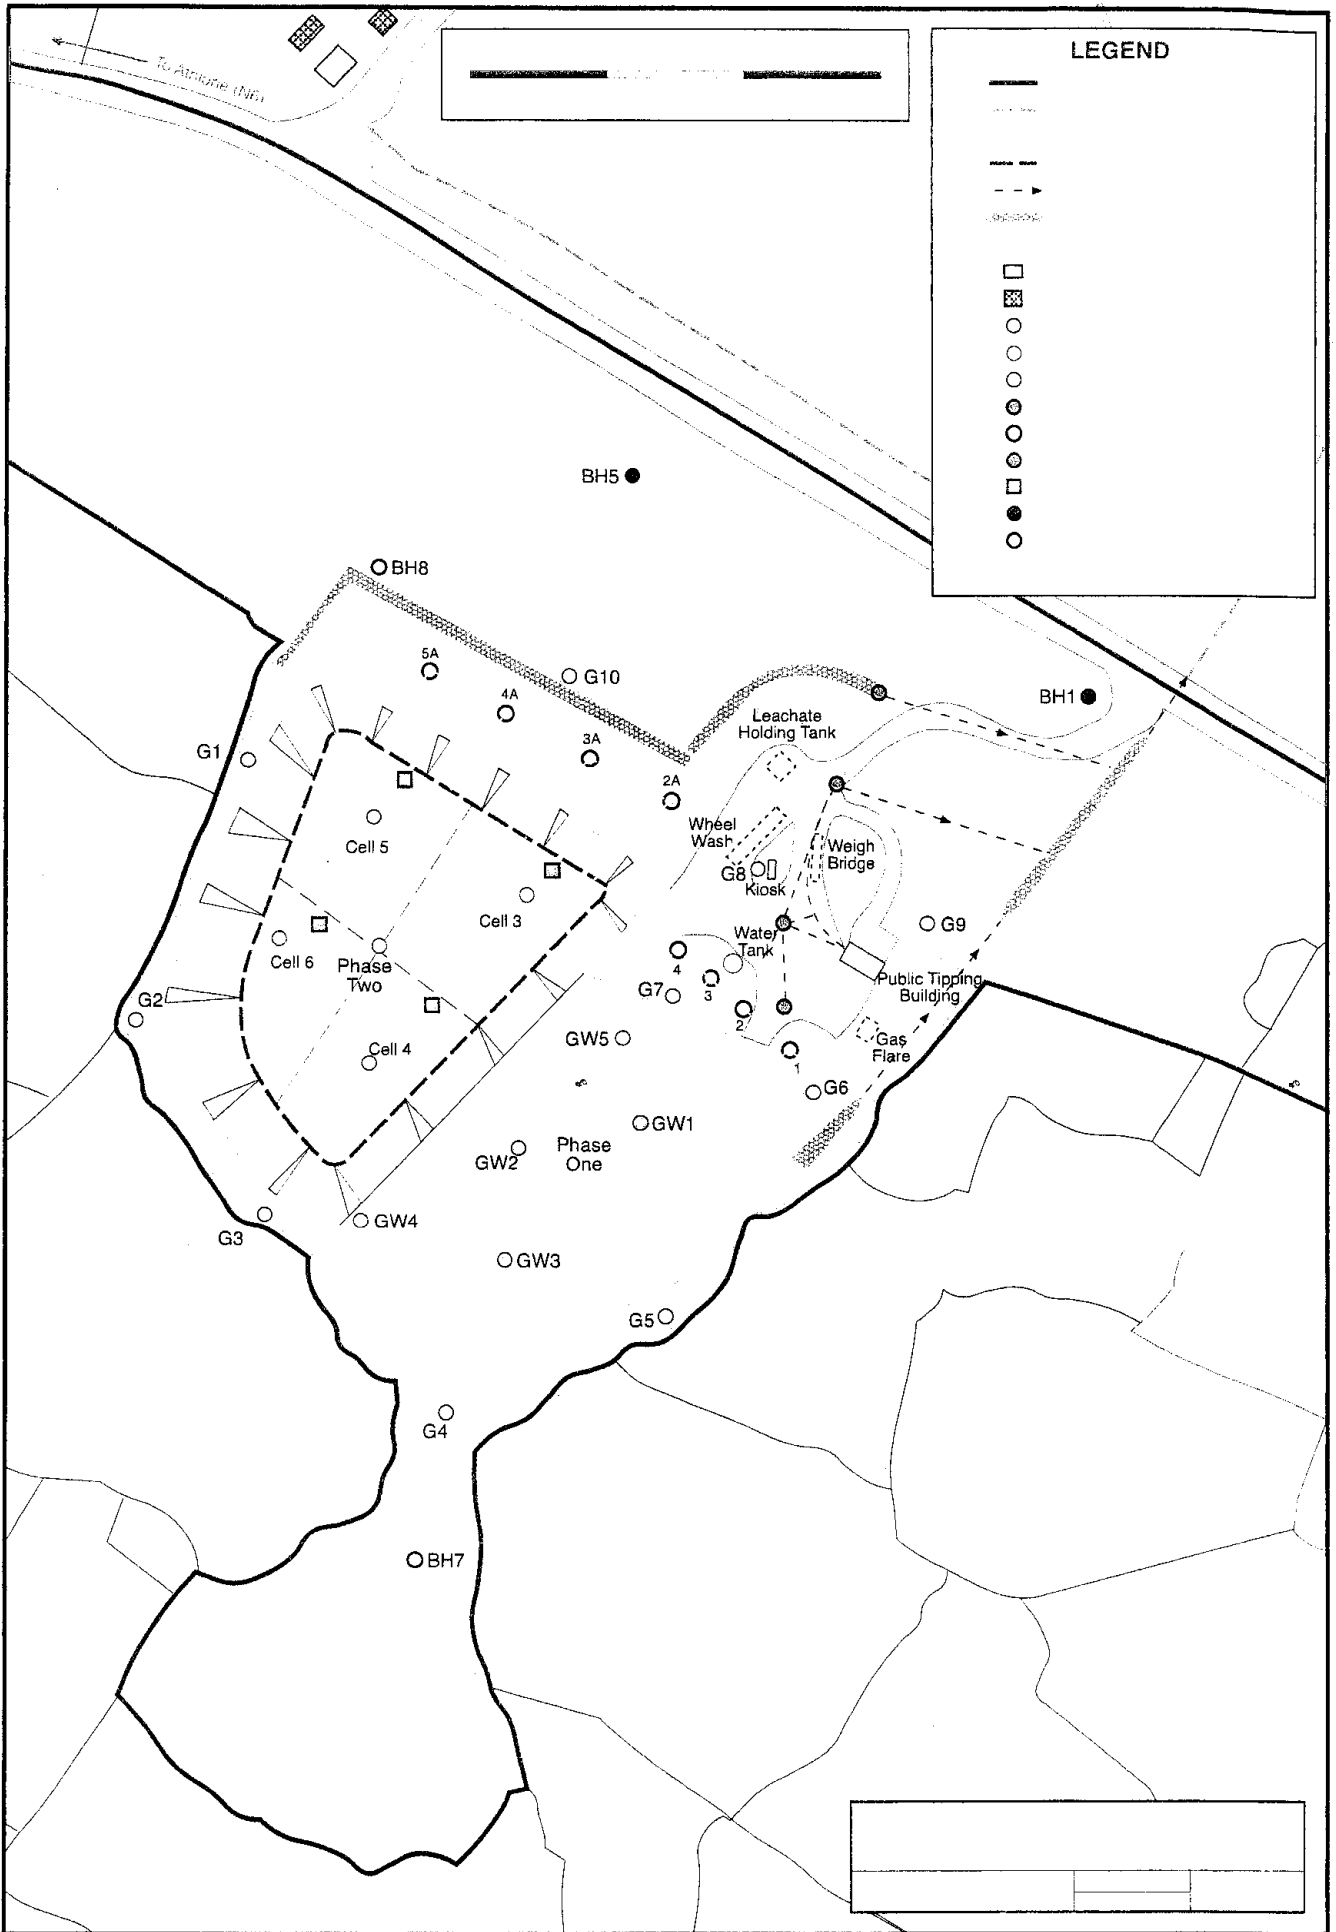 LEGEND
To Athlone (N6)
BH5
BH8
5A
G10
4A
BH1
3A
Leachate
Holding Tank
G1
2A
Wheel
Wash
Weigh
Bridge
Cell 5
G8
Kiosk
Cell 3
G9
Water
Tank
Cell 6
Phase
Two
4
3
Public Tipping
Building
G2
G7
2
GW5
Gas
Flare
Cell 4
1
G6
GW1
Phase
One
GW2
GW4
G3
GW3
G5
G4
BH7